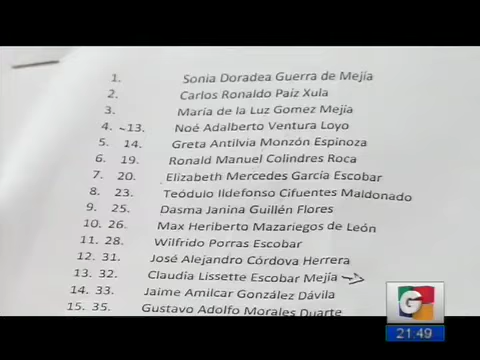 1. Sonia Doradea Guerra de Mejía
2. Carlos Ronaldo Paiz Xula
3. Maria de la Luz Gomez Mejía
4. ~13. Noé Adalberto Ventura Loyo
5. 14. Greta Antilvia Monzón Espinoza
6. 19. Ronald Manuel Colindres Roca
7. 20. Elizabeth Mercedes García Escobar
8. 23. Teódulo Ildefonso Cifuentes Maldonado
9. 25. Dasma Janina Guillén Flores
10. 26. Max Heriberto Mazariegos de León
11. 28. Wilfrido Porras Escobar
12. 31. José Alejandro Córdova Herrera
13. 32. Claudia Lissette Escobar Mejía
14. 33. Jaime Amilcar González Dávila
15. 35. Gustavo Adolfo Morales Duarte
G
21:49